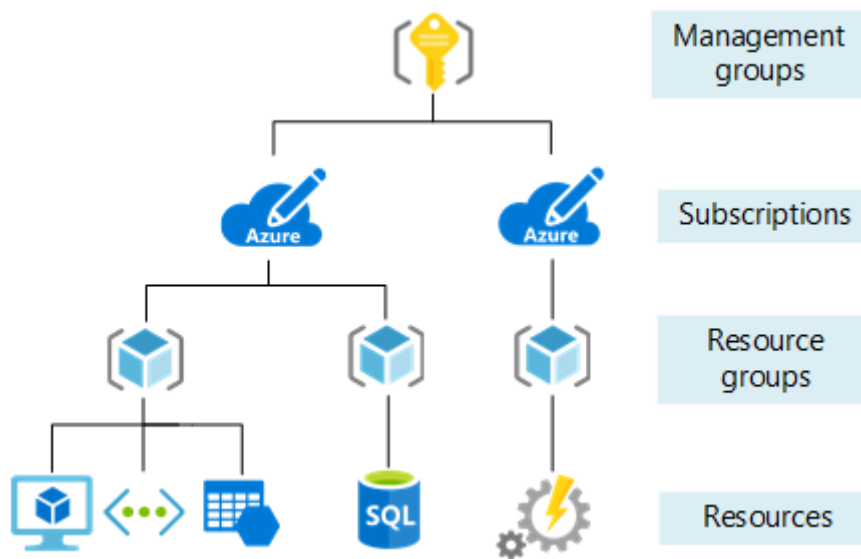 Management
groups
Azure
Azure
Subscriptions
Resource
groups
SQL
Resources